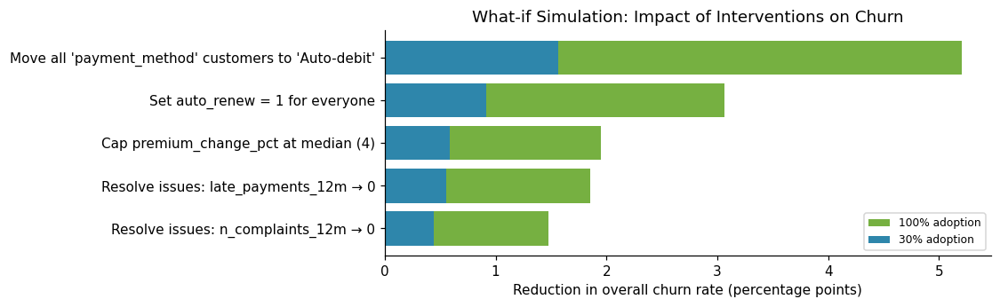 What-if Simulation: Impact of Interventions on Churn
Move all 'payment_method' customers to 'Auto-debit'
Set auto_renew = 1 for everyone
Cap premium_change_pct at median (4)
Resolve issues: late_payments_12m → 0
Resolve issues: n_complaints_12m → 0
100% adoption
30% adoption
0 1 2 3 4 5
Reduction in overall churn rate (percentage points)